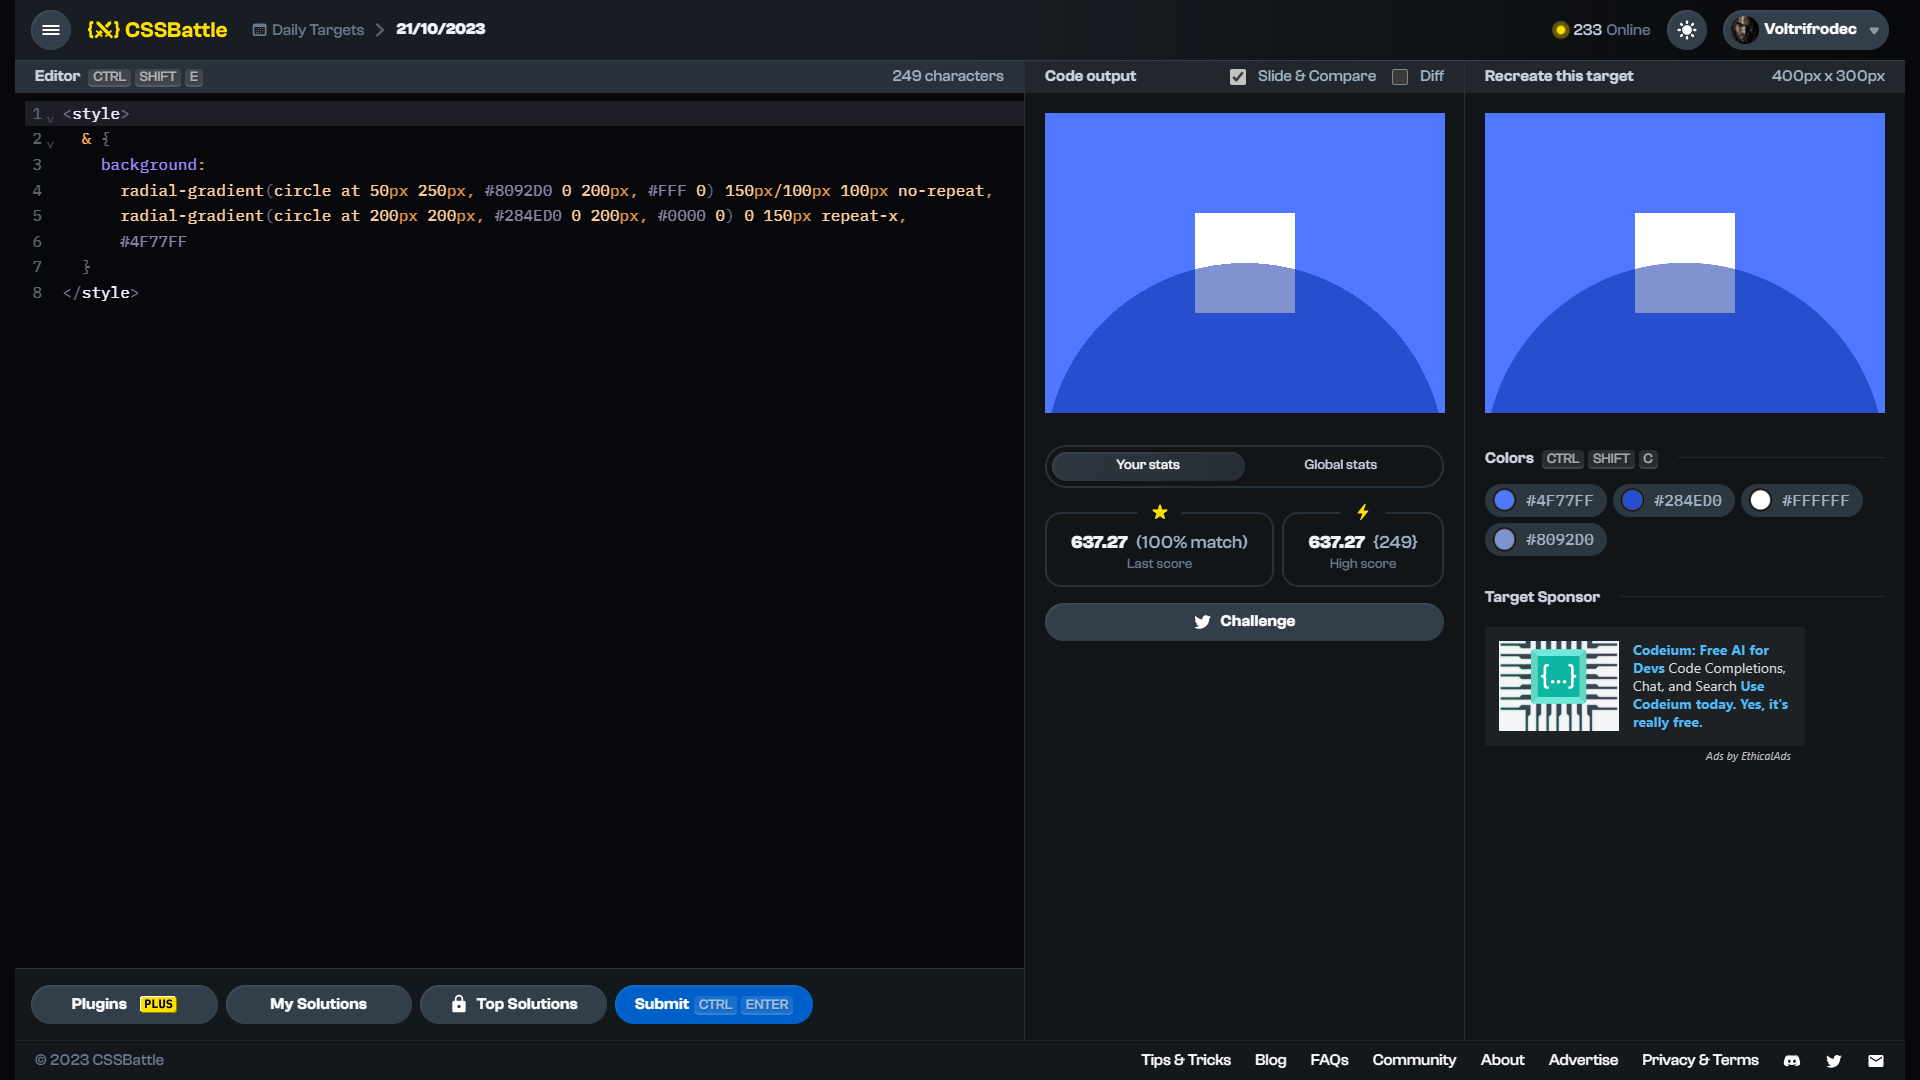 CSSBattle
Daily Targets
21/10/2023
233 Online
Voltrifrodec
Editor CTRL SHIFT E
249 characters
1 <style>
2 & {
3 background:
4 radial-gradient(circle at 50px 250px, #8092D0 0 200px, #FFF 0) 150px/100px 100px no-repeat,
5 radial-gradient(circle at 200px 200px, #284ED0 0 200px, #0000 0) 0 150px repeat-x,
6 #4F77FF
7 }
8 </style>
Plugins PLUS
My Solutions
Top Solutions
Submit CTRL ENTER
Code output
Slide & Compare
Diff
Your stats
Global stats
637.27 (100% match)
Last score
637.27 {249}
High score
Challenge
Recreate this target
400px x 300px
Colors CTRL SHIFT C
#4F77FF
#284ED0
#FFFFFF
#8092D0
Target Sponsor
{...}
Codeium: Free AI for
Devs Code Completions,
Chat, and Search Use
Codeium today. Yes, it's
really free.
Ads by EthicalAds
© 2023 CSSBattle
Tips & Tricks
Blog
FAQs
Community
About
Advertise
Privacy & Terms